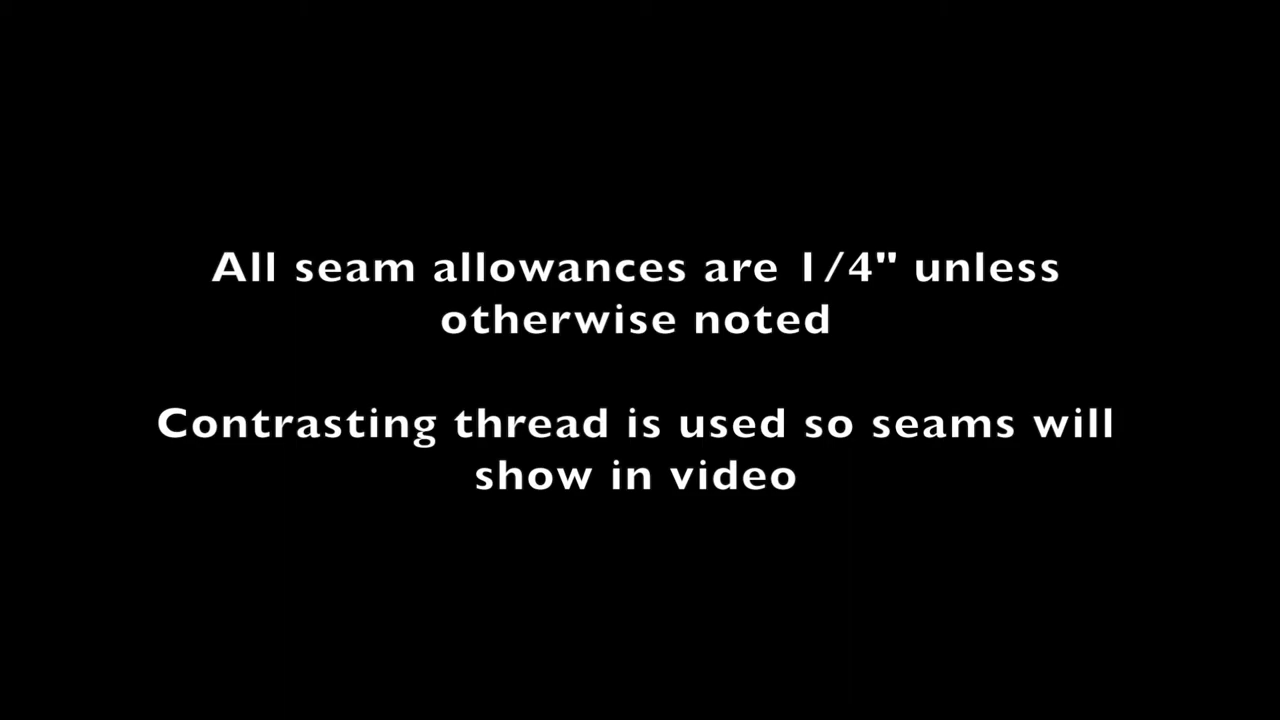 All seam allowances are 1/4" unless
otherwise noted
Contrasting thread is used so seams will
show in video